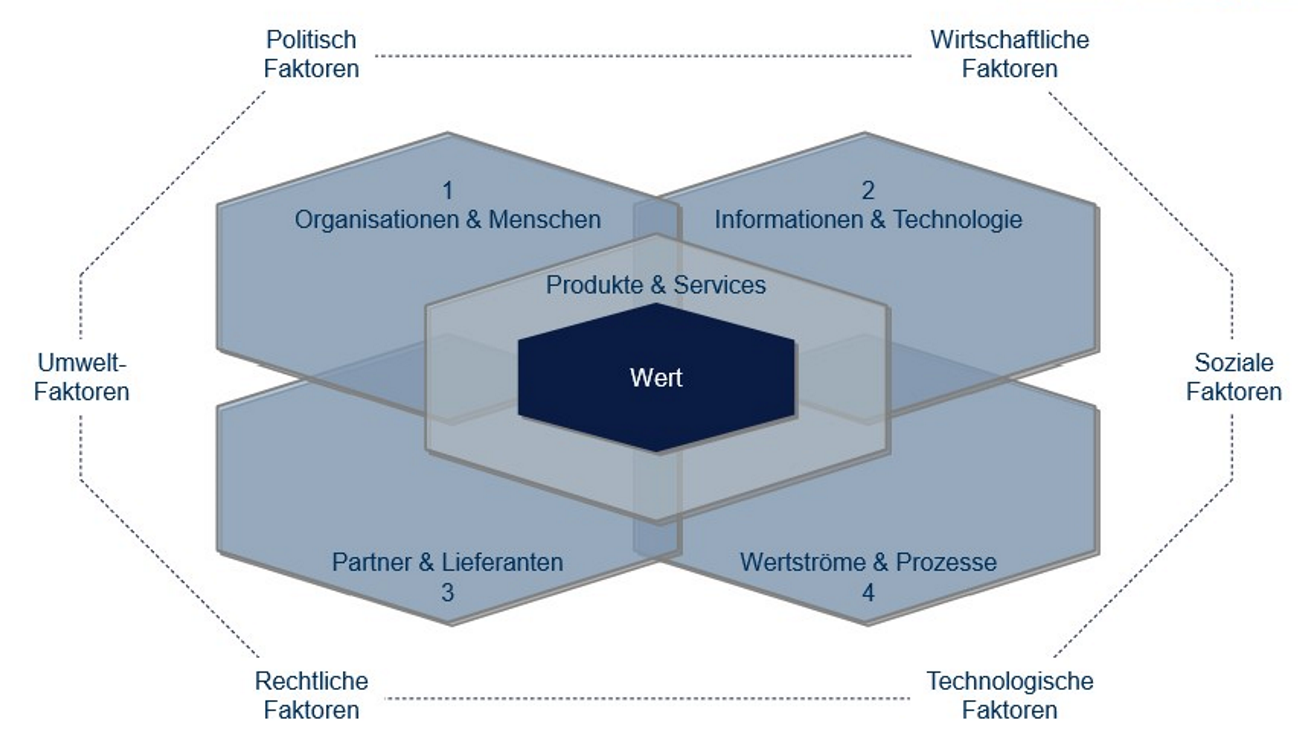 Politisch
Faktoren
Wirtschaftliche
Faktoren
1
Organisationen & Menschen
2
Informationen & Technologie
Produkte & Services
Wert
Umwelt-
Faktoren
Soziale
Faktoren
Partner & Lieferanten
3
Wertströme & Prozesse
4
Rechtliche
Faktoren
Technologische
Faktoren